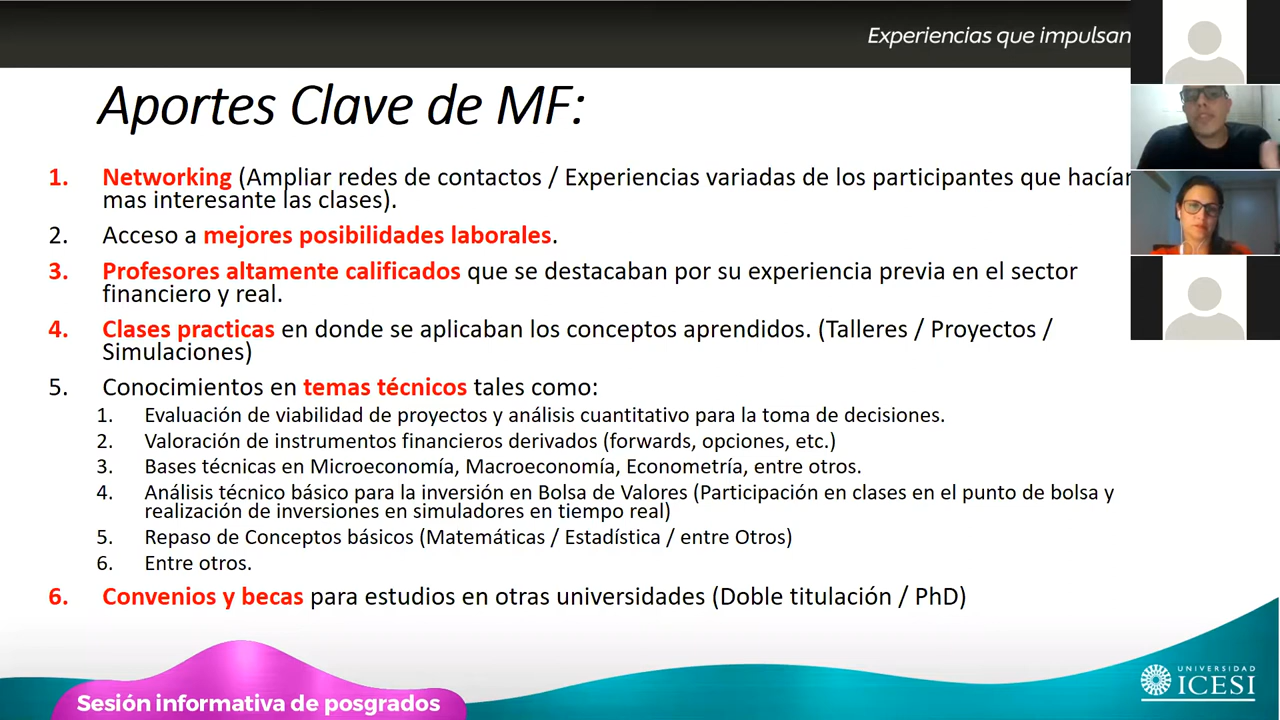 Experiencias que impulsan
Aportes Clave de MF:
1. Networking (Ampliar redes de contactos / Experiencias variadas de los participantes que hacían
mas interesante las clases).
2. Acceso a mejores posibilidades laborales.
3. Profesores altamente calificados que se destacaban por su experiencia previa en el sector
financiero y real.
4. Clases practicas en donde se aplicaban los conceptos aprendidos. (Talleres / Proyectos /
Simulaciones)
5. Conocimientos en temas técnicos tales como:
1. Evaluación de viabilidad de proyectos y análisis cuantitativo para la toma de decisiones.
2. Valoración de instrumentos financieros derivados (forwards, opciones, etc.)
3. Bases técnicas en Microeconomía, Macroeconomía, Econometría, entre otros.
4. Análisis técnico básico para la inversión en Bolsa de Valores (Participación en clases en el punto de bolsa y
realización de inversiones en simuladores en tiempo real)
5. Repaso de Conceptos básicos (Matemáticas / Estadística / entre Otros)
6. Entre otros.
6. Convenios y becas para estudios en otras universidades (Doble titulación / PhD)
Sesión informativa de posgrados
UNIVERSIDAD
ICESI